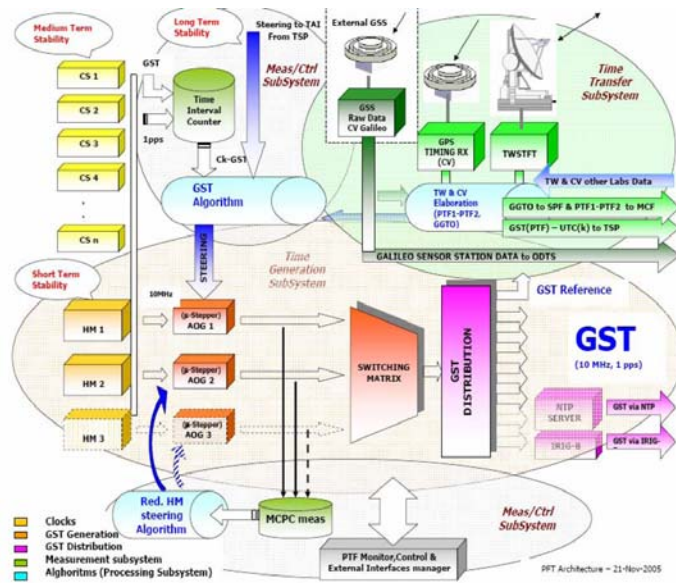 Medium Term
Stability
CS 1
CS 2
CS 3
CS 4
CS n
GST
1pps
Time
Interval
Counter
Ck-GST
Long Term
Stability
Steering to TAI
From TSP
Meas/Ctrl
SubSystem
GST
Algorithm
STEERING
External GSS
GSS
Raw Data
CV Galileo
GPS
TIMING RX
(CV)
TWSTFT
Time
Transfer
SubSystem
TW & CV
Elaboration
(PTF1-PTF2,
GGTO)
TW & CV other Labs Data
GGTO to SPF & PTF1-PTF2 to MCF
GST(PTF) – UTC(k) to TSP
GALILEO SENSOR STATION DATA to ODTS
Short Term
Stability
Time
Generation SubSystem
10MHz
HM 1
HM 2
HM 3
(µ-Stepper)
AOG 1
(µ-Stepper)
AOG 2
(µ-Stepper)
AOG 3
SWITCHING
MATRIX
GST
DISTRIBUTION
GST Reference
GST
(10 MHz, 1 pps)
NTP
SERVER
GST via NTP
IRIG-B
GST via IRIG-
Red. HM
steering
Algorithm
MCPC meas
Meas/Ctrl
SubSystem
PTF Monitor,Control &
External Interfaces manager
Clocks
GST Generation
GST Distribution
Measurement subsystem
Alghoritms (Processing Subsystem)
PFT Architecture – 21-Nov-2005